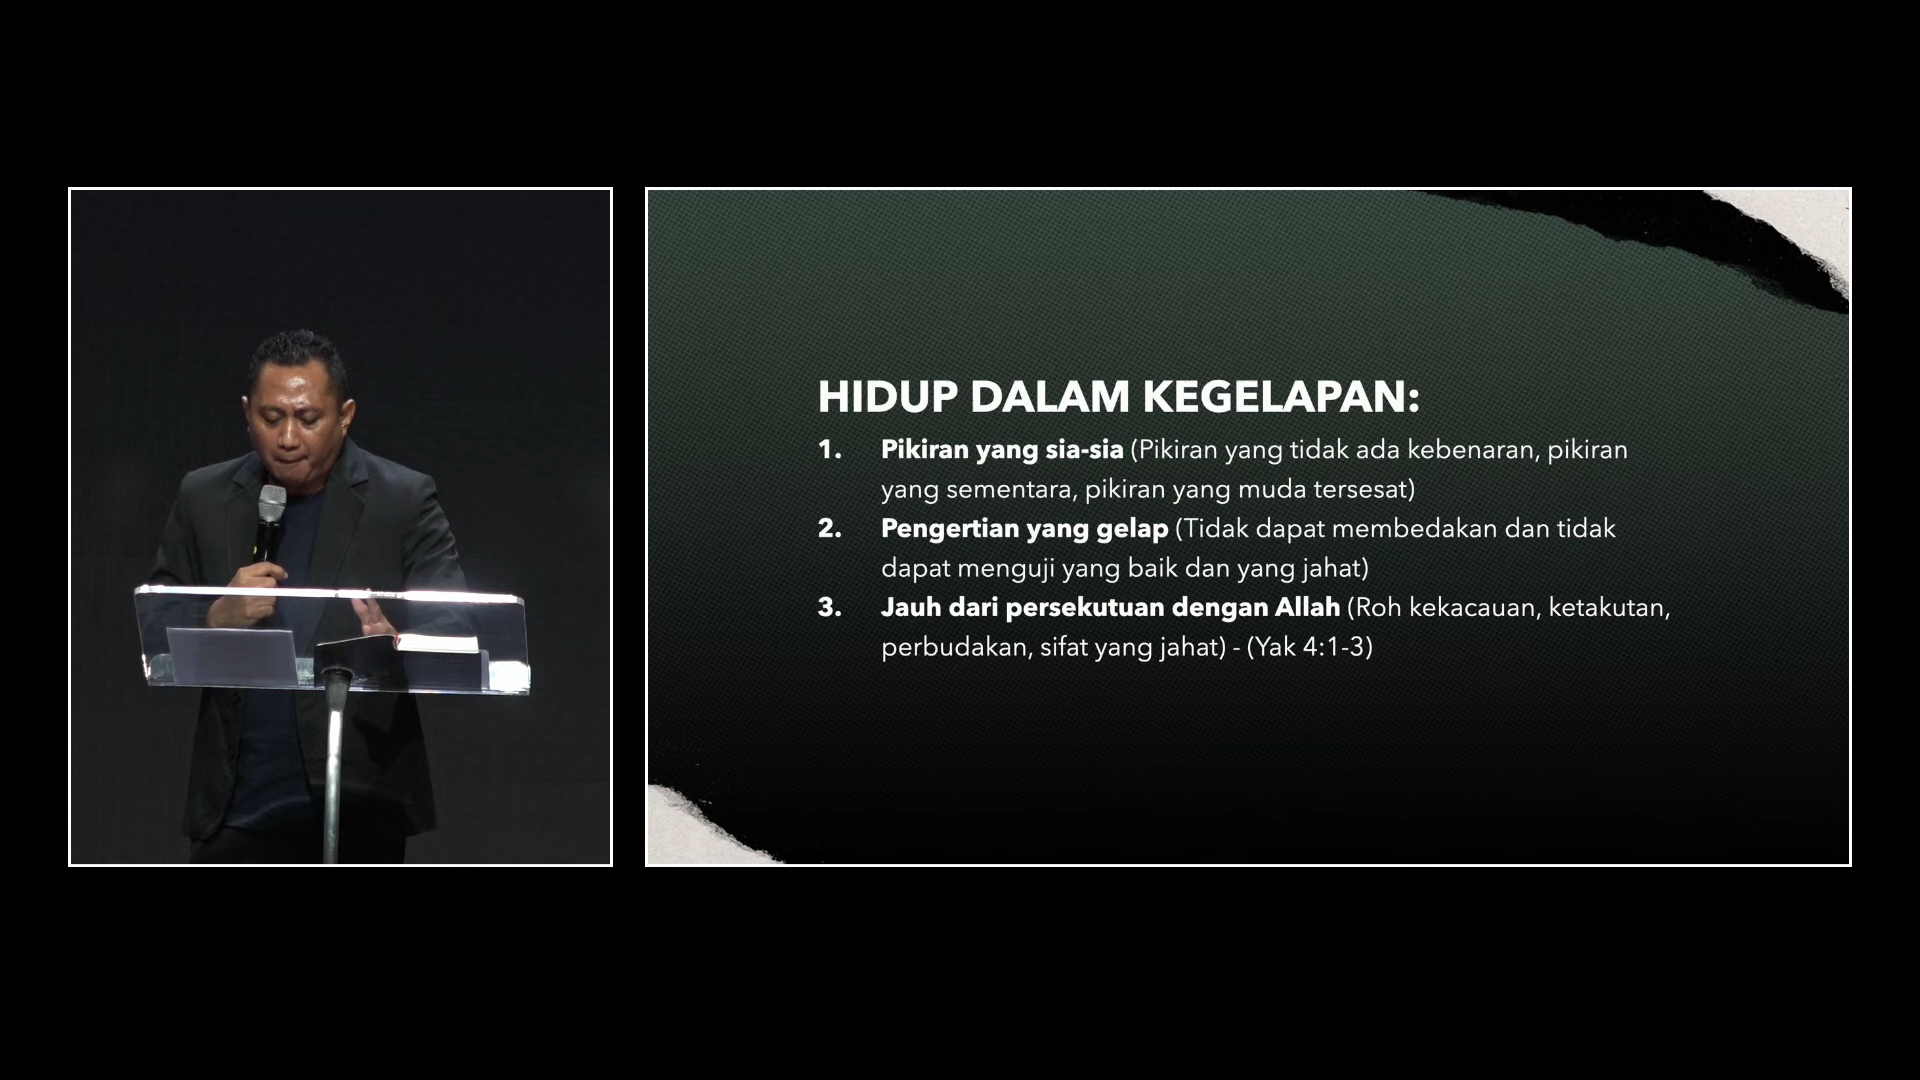 HIDUP DALAM KEGELAPAN:
1. Pikiran yang sia-sia (Pikiran yang tidak ada kebenaran, pikiran
yang sementara, pikiran yang muda tersesat)
2. Pengertian yang gelap (Tidak dapat membedakan dan tidak
dapat menguji yang baik dan yang jahat)
3. Jauh dari persekutuan dengan Allah (Roh kekacauan, ketakutan,
perbudakan, sifat yang jahat) - (Yak 4:1-3)